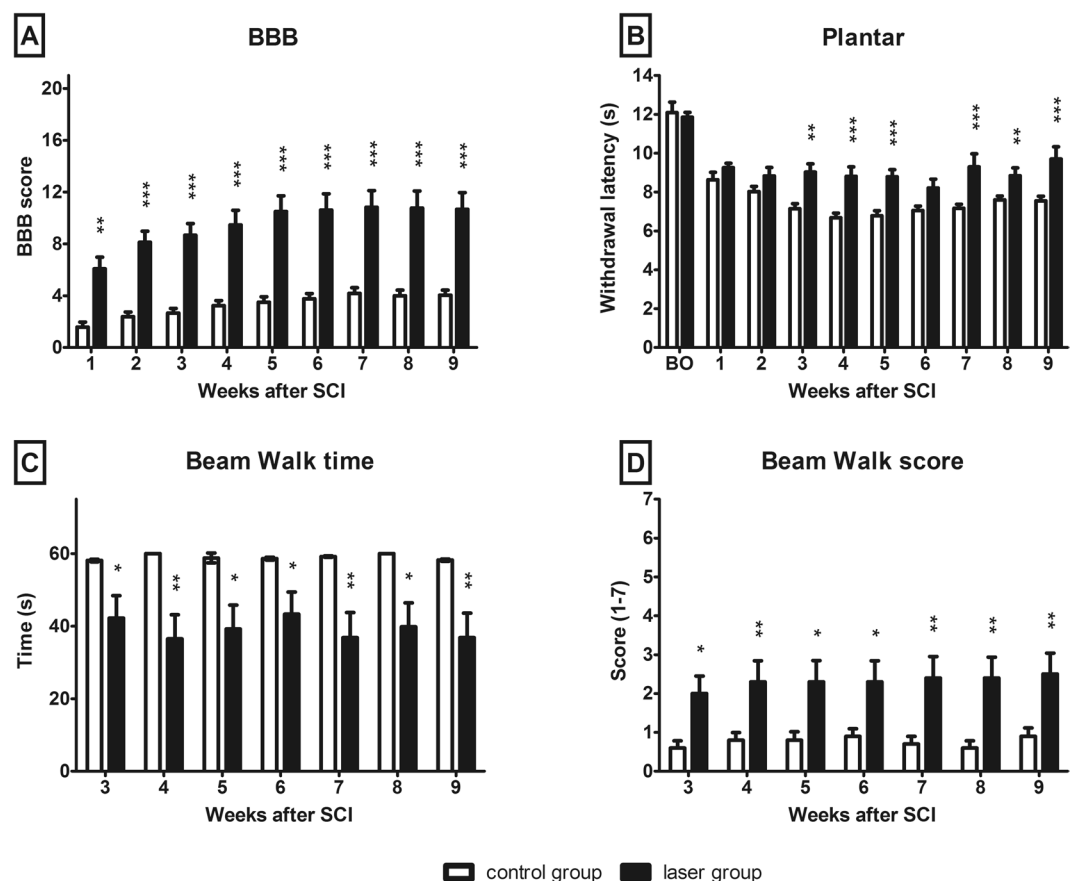 A
BBB
BBB score
20
16
12
8
4
0
** *** *** *** *** *** *** *** ***
1 2 3 4 5 6 7 8 9
Weeks after SCI
B
Plantar
Withdrawal latency (s)
14
12
10
8
6
4
2
0
** *** *** *** ** ***
BO 1 2 3 4 5 6 7 8 9
Weeks after SCI
C
Beam Walk time
Time (s)
60
40
20
0
* ** * * ** * **
3 4 5 6 7 8 9
Weeks after SCI
D
Beam Walk score
Score (1-7)
7
6
5
4
3
2
1
0
* ** * * ** ** **
3 4 5 6 7 8 9
Weeks after SCI
control group laser group